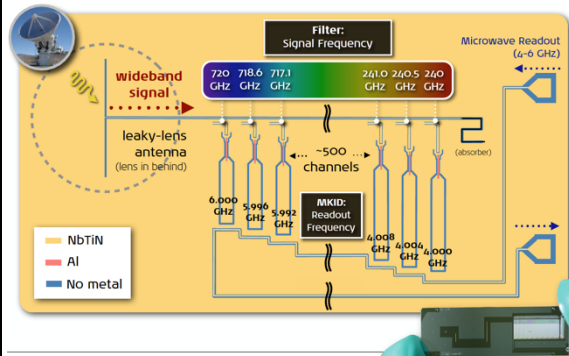 Filter:
Signal Frequency
Microwave Readout
(4-6 GHz)
wideband
signal
720 718.6 717.1 241.0 240.5 240
GHz GHz GHz GHz GHz GHz
leaky-lens
antenna
(lens in behind)
~500
channels
(absorber)
MKID:
Readout
Frequency
6.000
GHz
5.996
GHz
5.992
GHz
4.008
GHz
4.004
GHz
4.000
GHz
NbTiN
Al
No metal